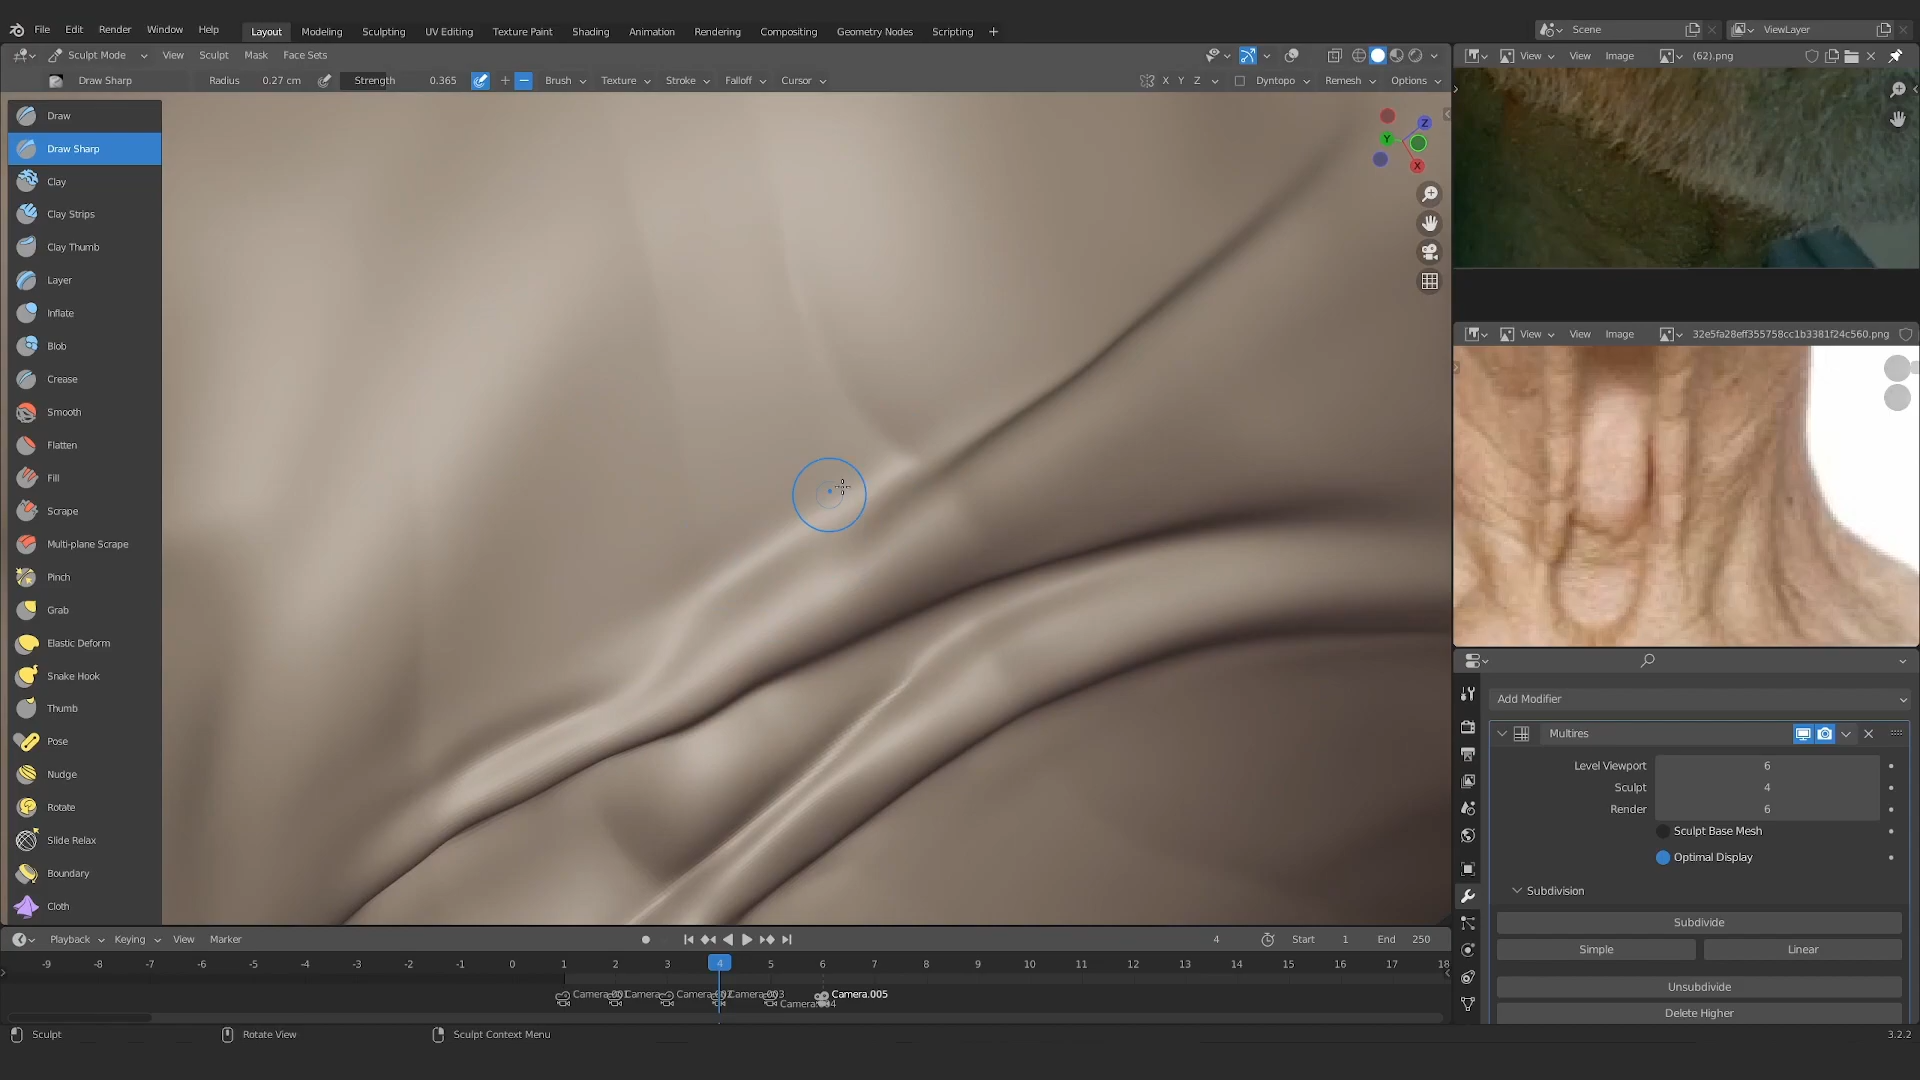 File Edit Render Window Help Layout Modeling Sculpting UV Editing Texture Paint Shading Animation Rendering Compositing Geometry Nodes Scripting + Scene ViewLayer
Sculpt Mode View Sculpt Mask Face Sets View View Image (62).png
Draw Sharp Radius 0.27 cm Strength 0.365 Brush Texture Stroke Falloff Cursor X Y Z Dyntopo Remesh Options
Draw
Draw Sharp
Clay
Clay Strips
Clay Thumb
Layer
Inflate
Blob
Crease
Smooth
Flatten
Fill
Scrape
Multi-plane Scrape
Pinch
Grab
Elastic Deform
Snake Hook
Thumb
Pose
Nudge
Rotate
Slide Relax
Boundary
Cloth
Z
Y
X
View View Image 32e5fa28eff355758cc1b3381f24c560.png
Add Modifier
Multires
Level Viewport 6
Sculpt 4
Render 6
Sculpt Base Mesh
Optimal Display
Subdivision
Subdivide
Simple Linear
Unsubdivide
Delete Higher
Playback Keying View Marker 4 Start 1 End 250
-9 -8 -7 -6 -5 -4 -3 -2 -1 0 1 2 3 4 5 6 7 8 9 10 11 12 13 14 15 16 17 18
Camera.005
Sculpt Rotate View Sculpt Context Menu 3.2.2